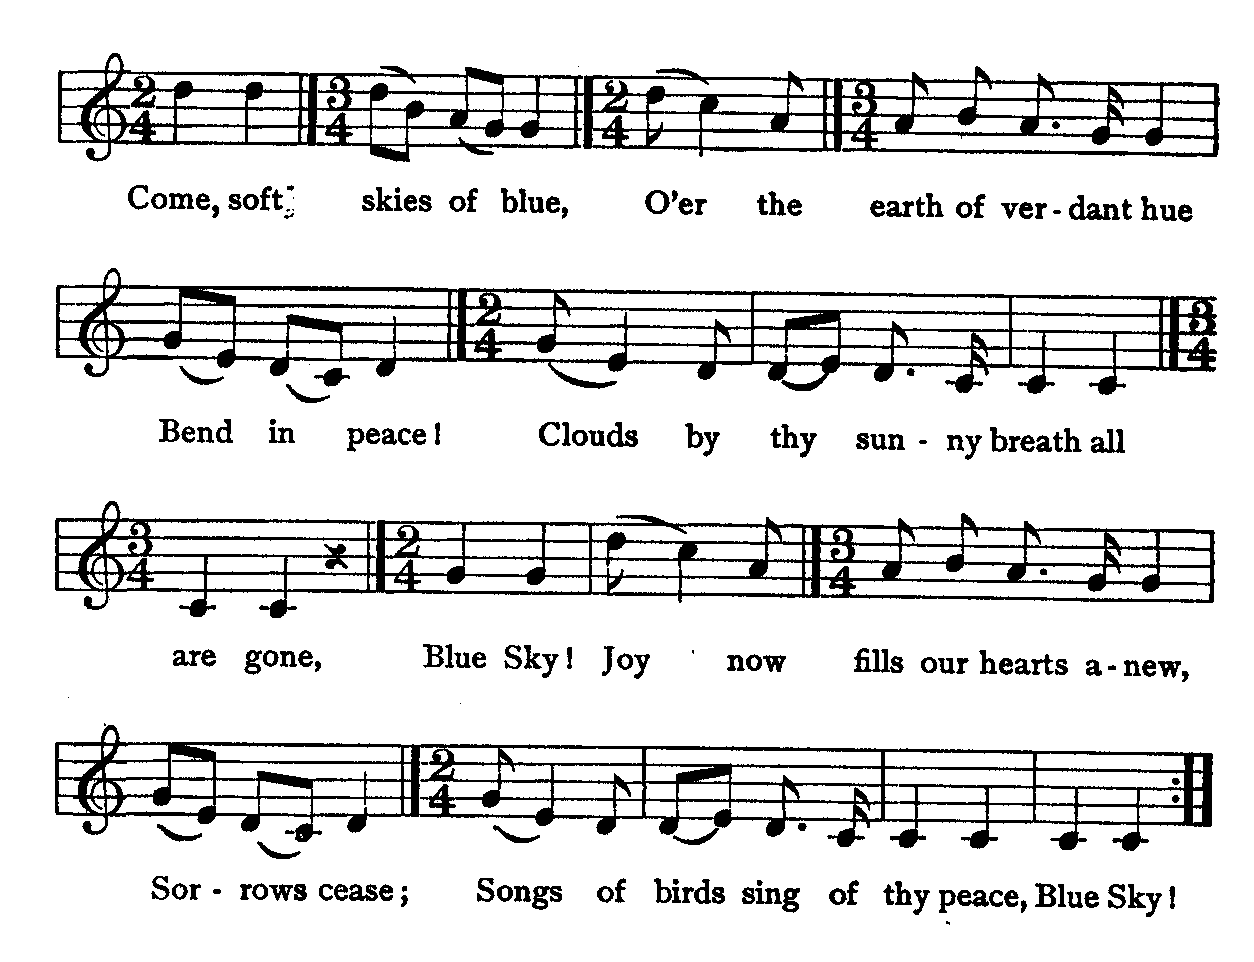 Come, soft skies of blue, O'er the earth of ver - dant hue
Bend in peace! Clouds by thy sun - ny breath all
are gone, Blue Sky! Joy now fills our hearts a - new,
Sor - rows cease; Songs of birds sing of thy peace, Blue Sky!